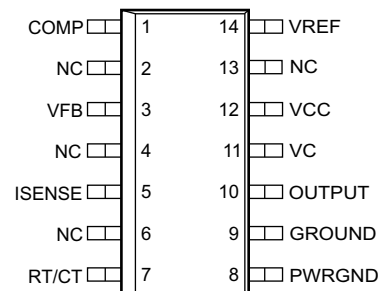 COMP 1 14 VREF
NC 2 13 NC
VFB 3 12 VCC
NC 4 11 VC
ISENSE 5 10 OUTPUT
NC 6 9 GROUND
RT/CT 7 8 PWRGND